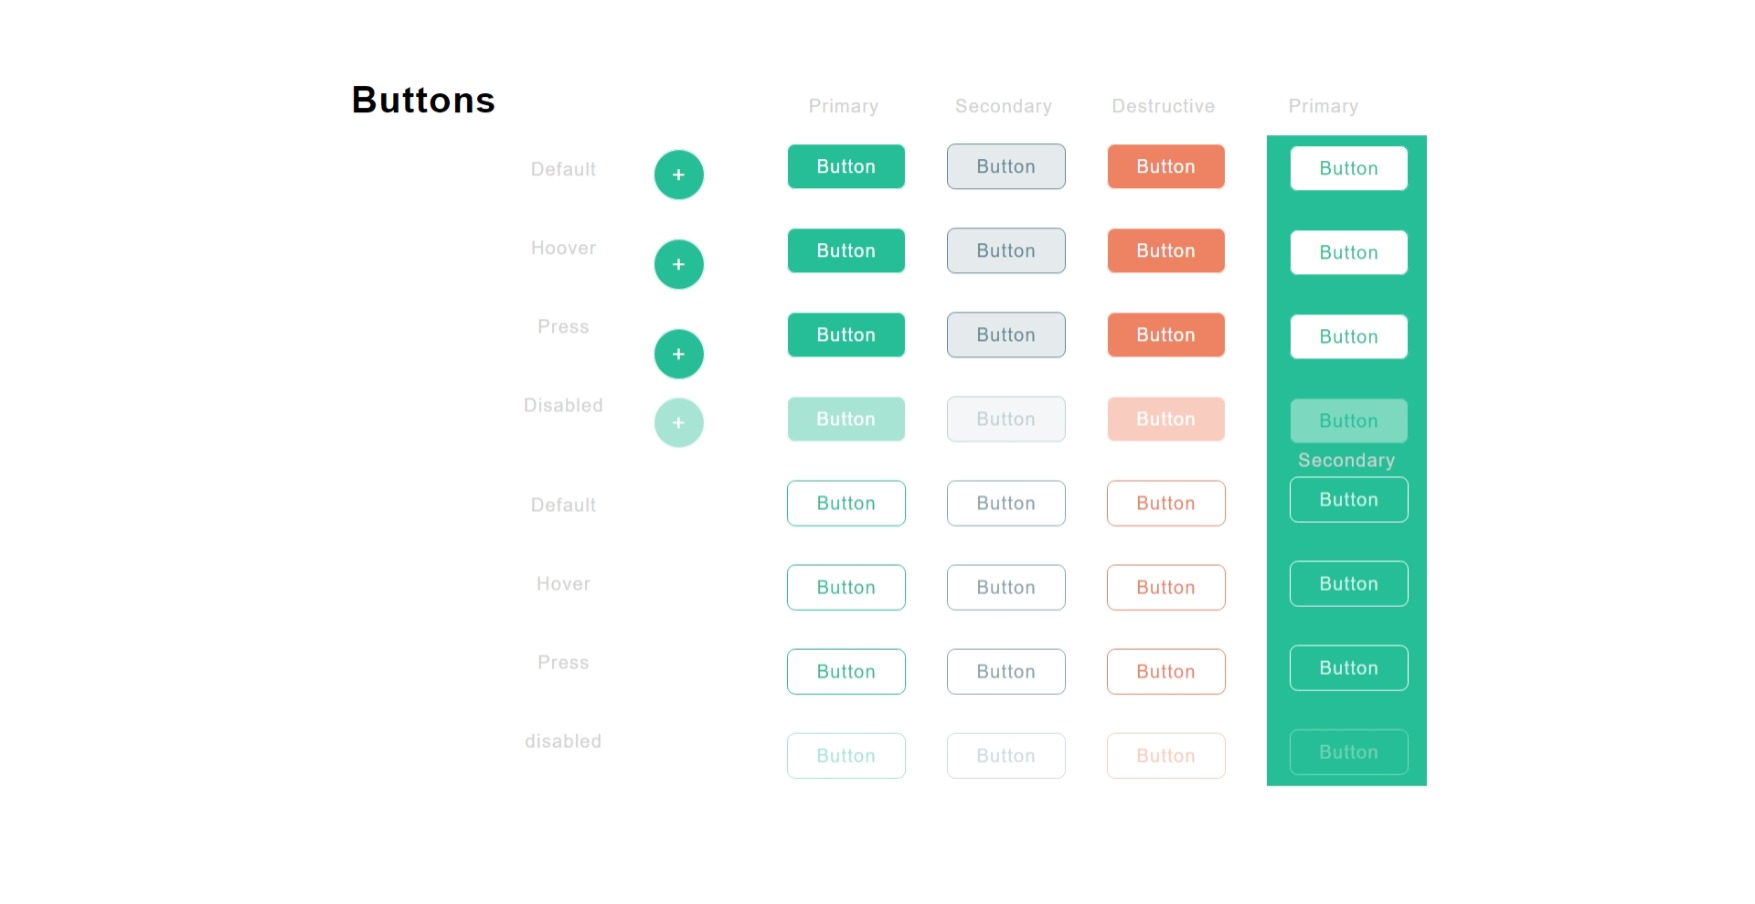 Buttons
Primary Secondary Destructive Primary
Default + Button Button Button Button
Hoover + Button Button Button Button
Press + Button Button Button Button
Disabled + Button Button Button Button
Secondary
Default Button Button Button Button
Hover Button Button Button Button
Press Button Button Button Button
disabled Button Button Button Button